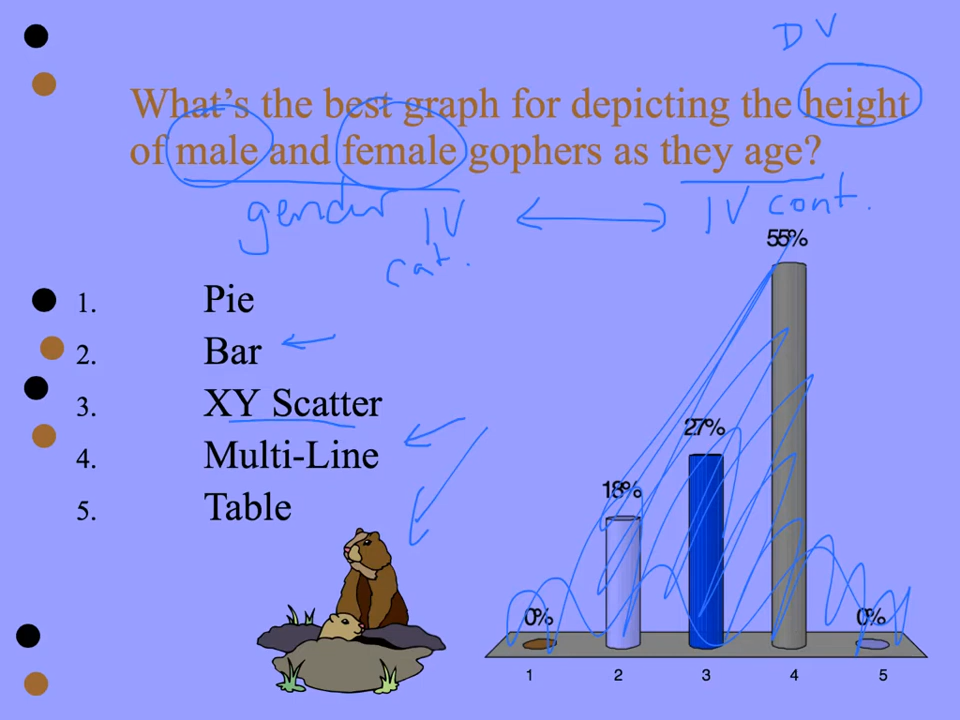 DV
What's the best graph for depicting the height
of male and female gophers as they age?
gender IV IV cont.
cat.
1. Pie
2. Bar
3. XY Scatter
4. Multi-Line
5. Table
55%
27%
18%
0% 0%
1 2 3 4 5